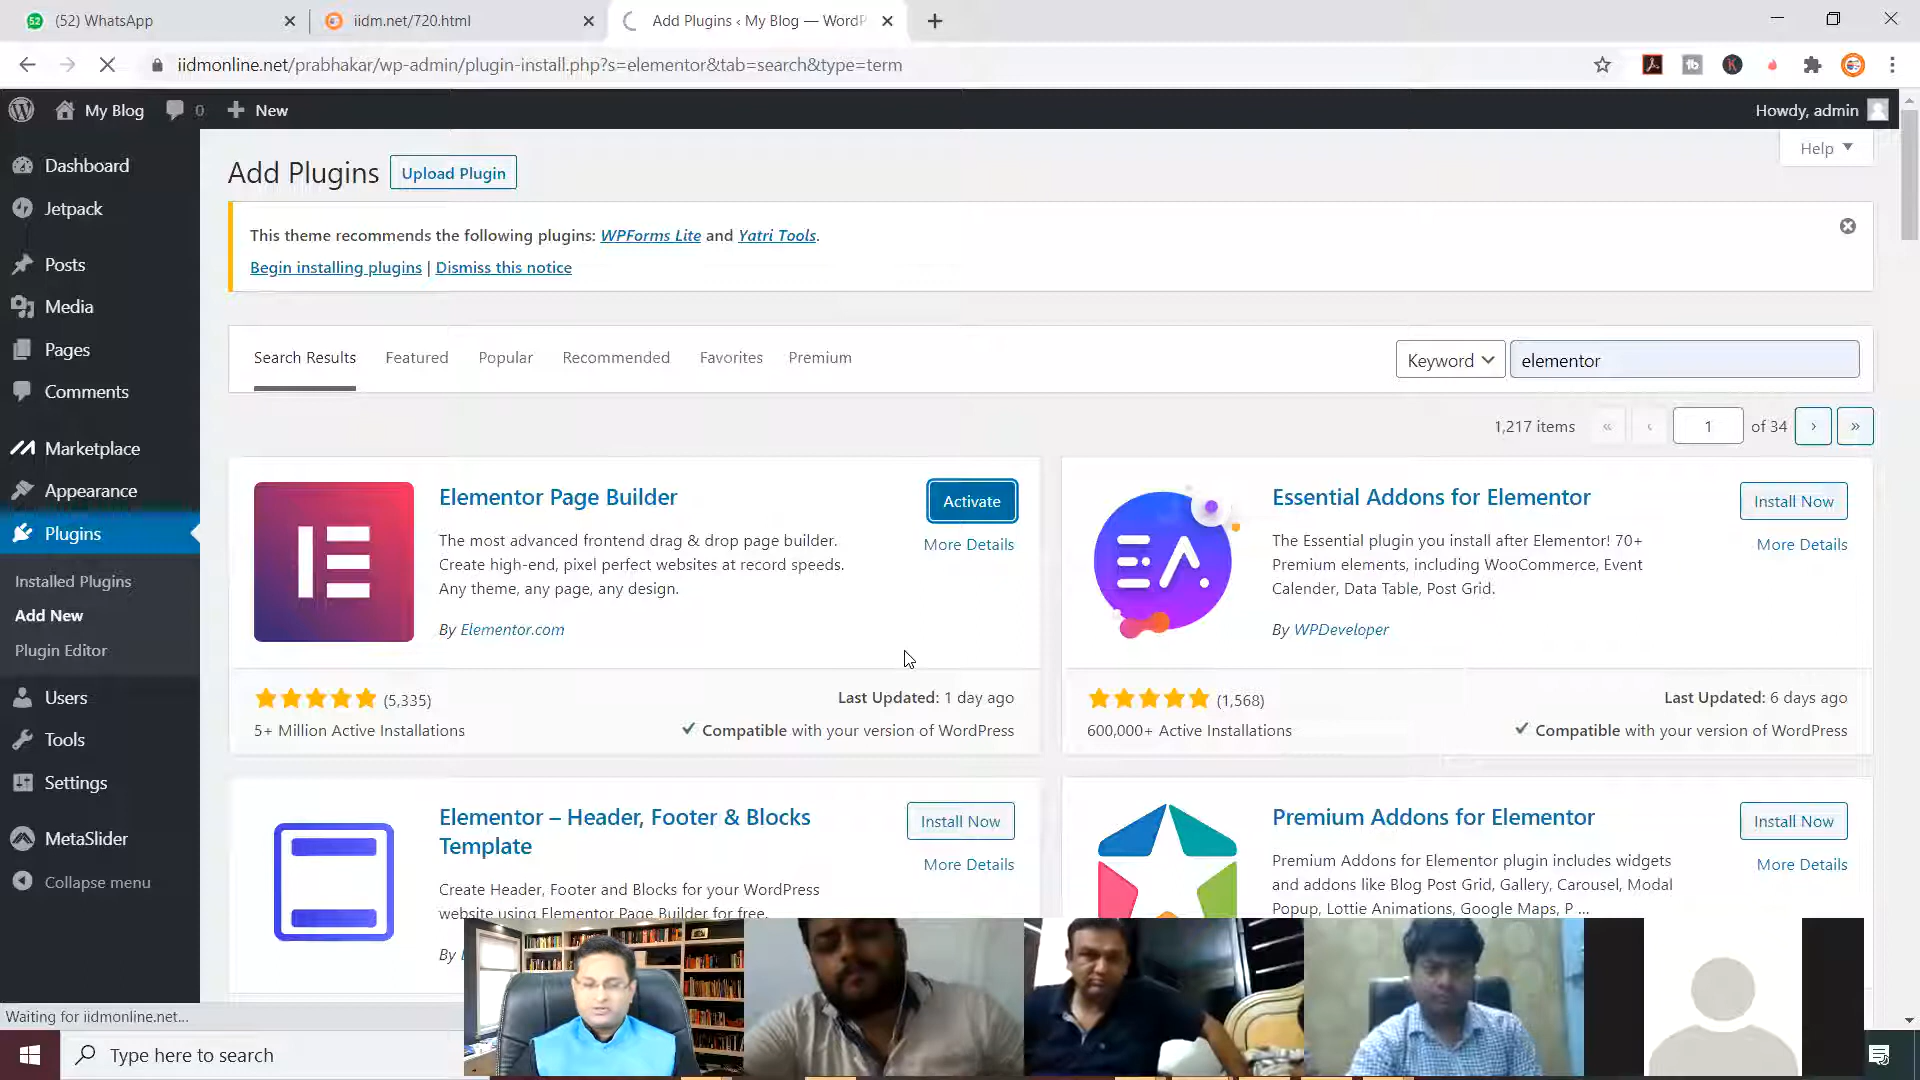 (52) WhatsApp
iidm.net/720.html
Add Plugins ‹ My Blog — WordP
iidmonline.net/prabhakar/wp-admin/plugin-install.php?s=elementor&tab=search&type=term
My Blog 0 New
Howdy, admin
Dashboard
Jetpack
Posts
Media
Pages
Comments
Marketplace
Appearance
Plugins
Installed Plugins
Add New
Plugin Editor
Users
Tools
Settings
MetaSlider
Collapse menu
Help
Add Plugins Upload Plugin
This theme recommends the following plugins: WPForms Lite and Yatri Tools.
Begin installing plugins | Dismiss this notice
Search Results Featured Popular Recommended Favorites Premium
Keyword elementor
1,217 items « ‹ 1 of 34 › »
Elementor Page Builder
Activate
More Details
The most advanced frontend drag & drop page builder.
Create high-end, pixel perfect websites at record speeds.
Any theme, any page, any design.
By Elementor.com
(5,335)
Last Updated: 1 day ago
5+ Million Active Installations
Compatible with your version of WordPress
Essential Addons for Elementor
Install Now
More Details
The Essential plugin you install after Elementor! 70+
Premium elements, including WooCommerce, Event
Calender, Data Table, Post Grid.
By WPDeveloper
(1,568)
Last Updated: 6 days ago
600,000+ Active Installations
Compatible with your version of WordPress
Elementor – Header, Footer & Blocks
Template
Install Now
More Details
Create Header, Footer and Blocks for your WordPress
website using Elementor Page Builder for free.
By
Premium Addons for Elementor
Install Now
More Details
Premium Addons for Elementor plugin includes widgets
and addons like Blog Post Grid, Gallery, Carousel, Modal
Popup, Lottie Animations, Google Maps, P ...
Waiting for iidmonline.net...
Type here to search